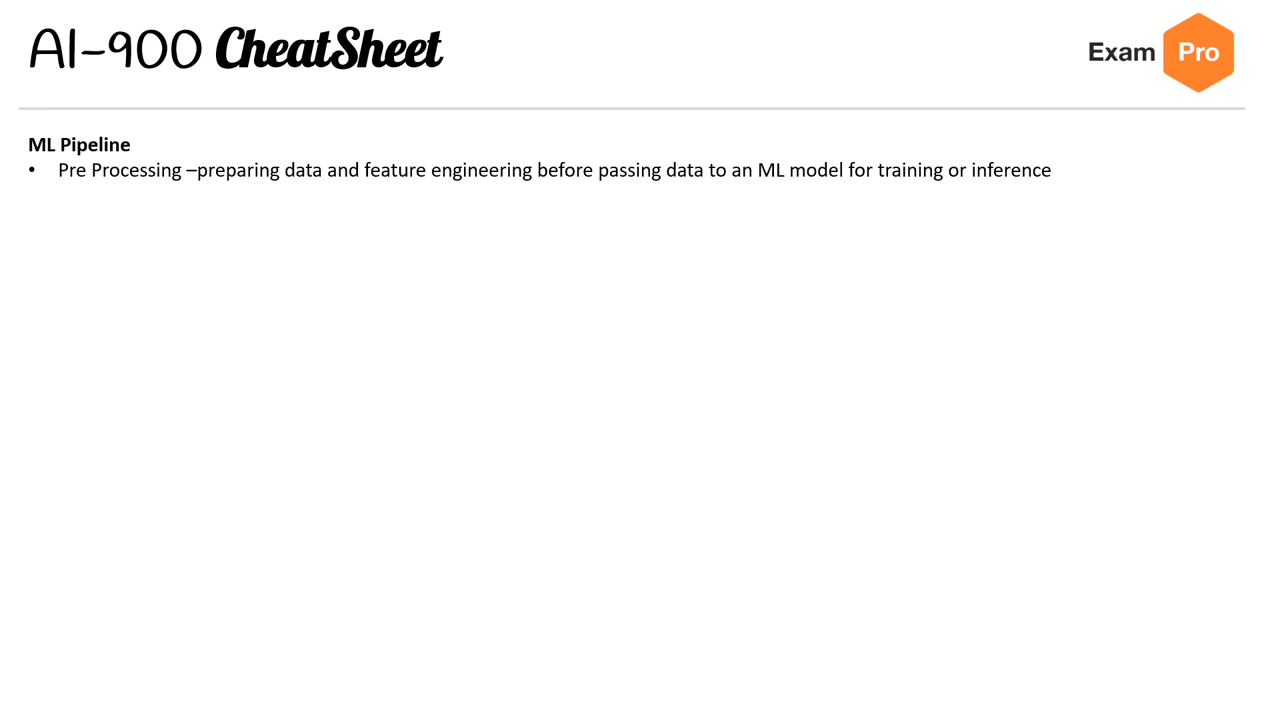 AI-900 CheatSheet
Exam Pro
ML Pipeline
• Pre Processing –preparing data and feature engineering before passing data to an ML model for training or inference